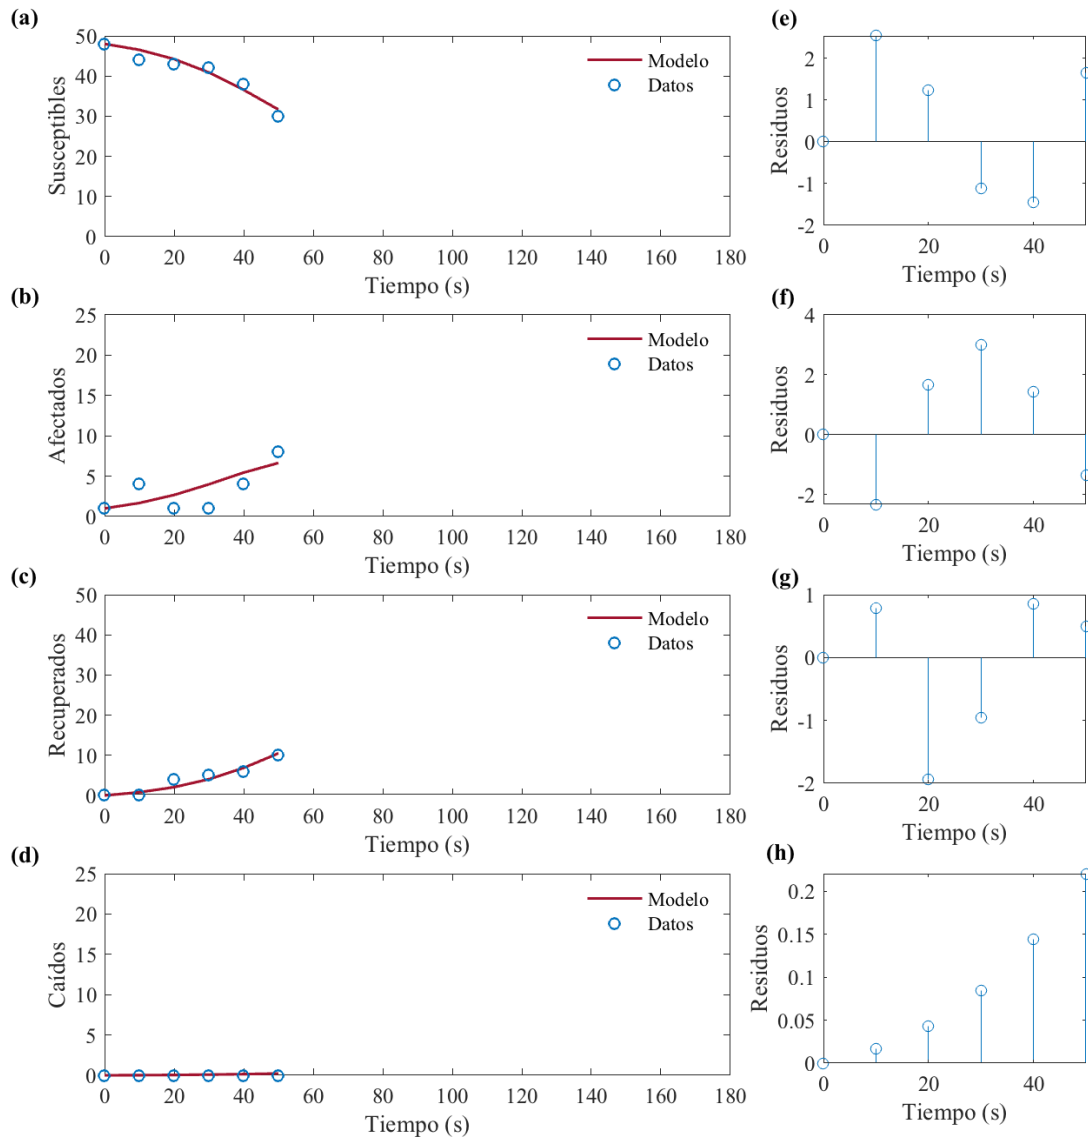 (a)
50
40
30
20
10
0
Susceptibles
Modelo
Datos
0 20 40 60 80 100 120 140 160 180
Tiempo (s)
(e)
2
1
0
-1
-2
Residuos
0 20 40
Tiempo (s)
(b)
25
20
15
10
5
0
Afectados
Modelo
Datos
0 20 40 60 80 100 120 140 160 180
Tiempo (s)
(f)
4
2
0
-2
Residuos
0 20 40
Tiempo (s)
(c)
50
40
30
20
10
0
Recuperados
Modelo
Datos
0 20 40 60 80 100 120 140 160 180
Tiempo (s)
(g)
1
0
-1
-2
Residuos
0 20 40
Tiempo (s)
(d)
25
20
15
10
5
0
Caídos
Modelo
Datos
0 20 40 60 80 100 120 140 160 180
Tiempo (s)
(h)
0.2
0.15
0.1
0.05
0
Residuos
0 20 40
Tiempo (s)